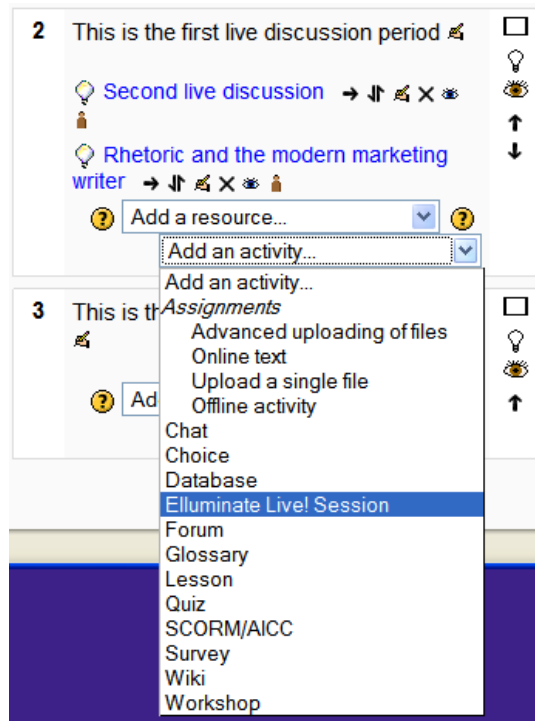 2 This is the first live discussion period
Second live discussion
Rhetoric and the modern marketing
writer
Add a resource...
Add an activity...
Add an activity...
Assignments
Advanced uploading of files
Online text
Upload a single file
Offline activity
Chat
Choice
Database
Elluminate Live! Session
Forum
Glossary
Lesson
Quiz
SCORM/AICC
Survey
Wiki
Workshop
3 This is th
Ad